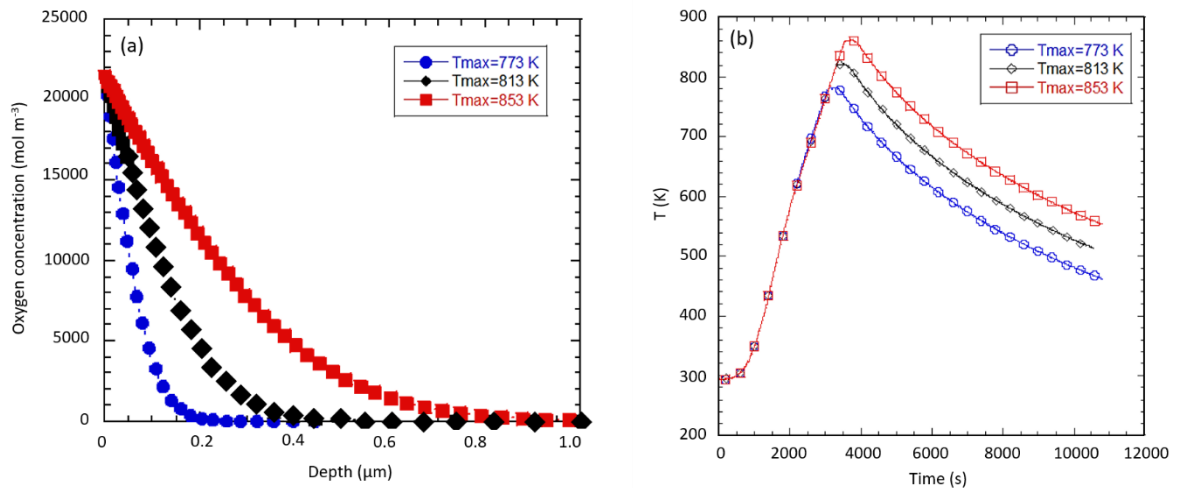 (a)
Tmax=773 K
Tmax=813 K
Tmax=853 K
25000
20000
15000
10000
5000
0
Oxygen concentration (mol m⁻³)
0
0.2
0.4
0.6
0.8
1.0
Depth (µm)
(b)
Tmax=773 K
Tmax=813 K
Tmax=853 K
900
800
700
600
500
400
300
200
T (K)
0
2000
4000
6000
8000
10000
12000
Time (s)